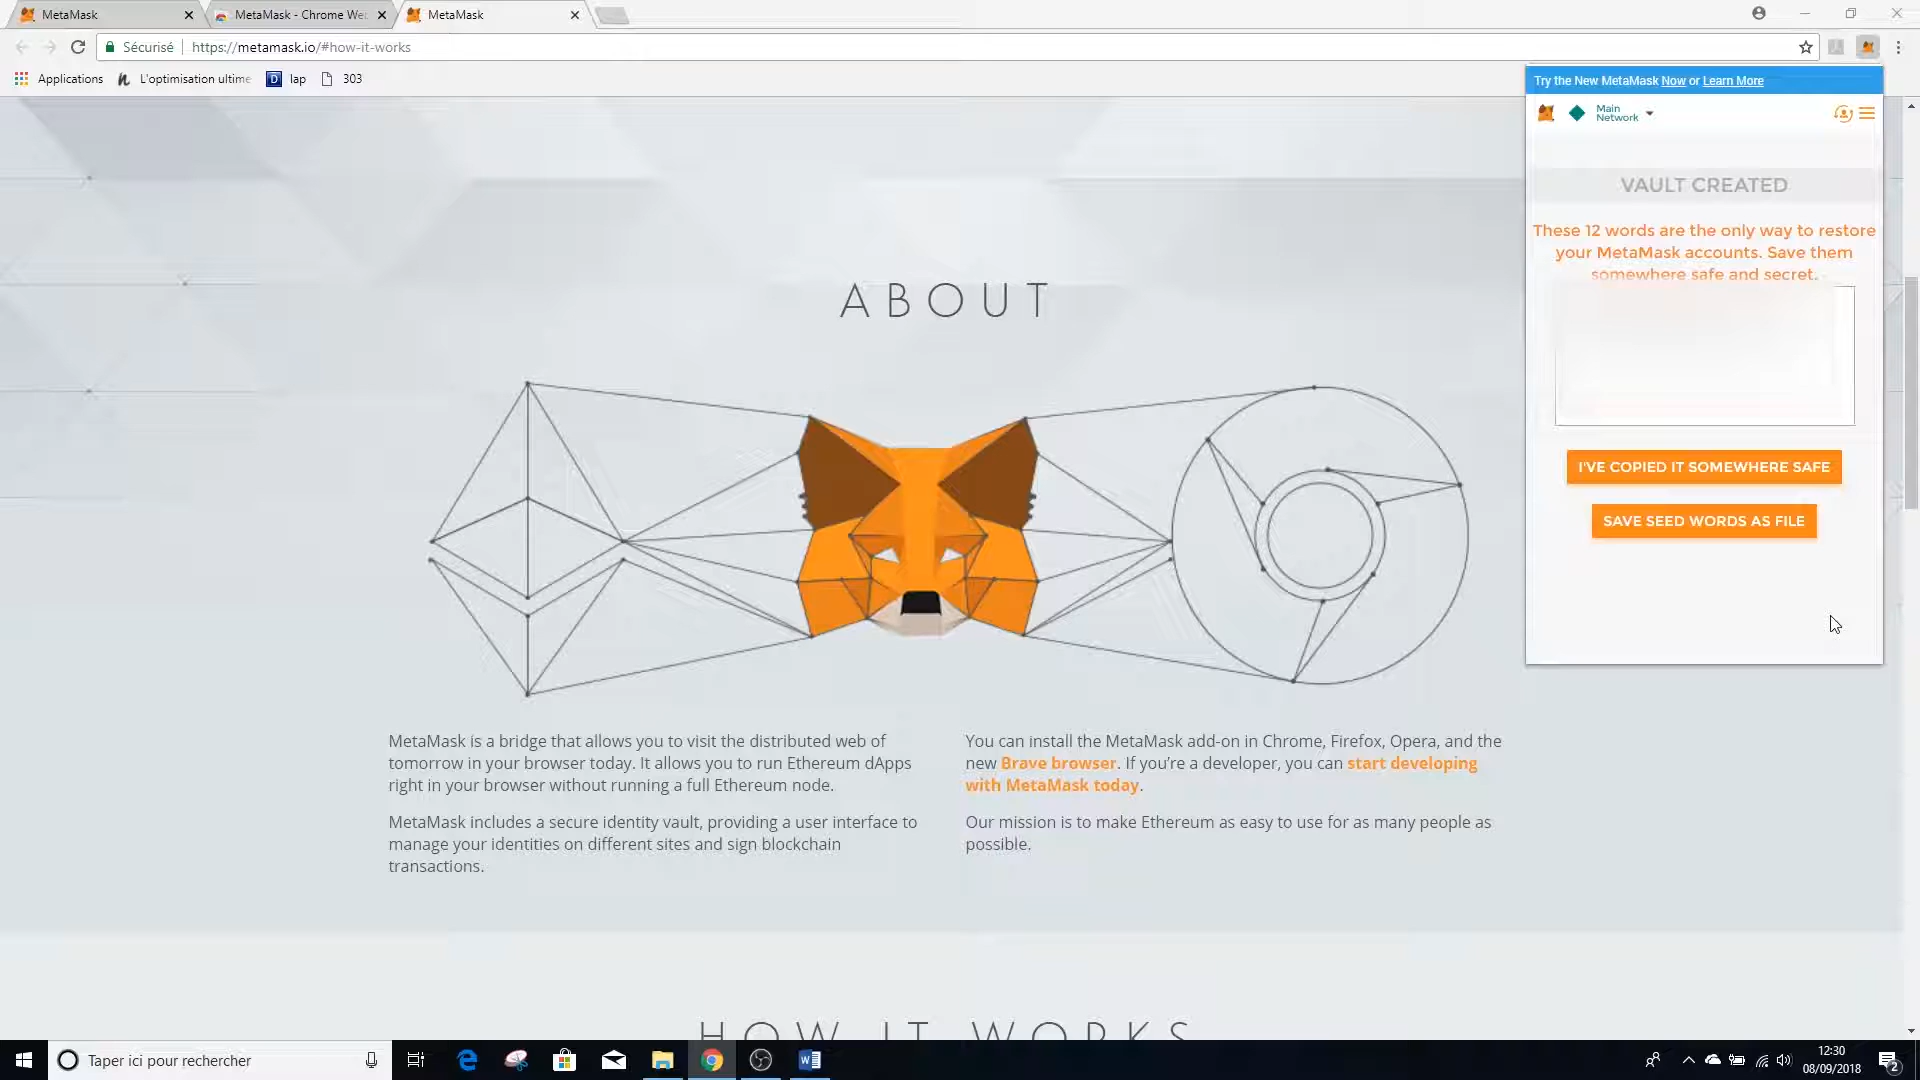 MetaMask
MetaMask - Chrome We
MetaMask
Sécurisé
https://metamask.io/#how-it-works
Applications
L'optimisation ultime
D
lap
303
Try the New MetaMask Now or Learn More
Main
Network
VAULT CREATED
These 12 words are the only way to restore
your MetaMask accounts. Save them
somewhere safe and secret.
I'VE COPIED IT SOMEWHERE SAFE
SAVE SEED WORDS AS FILE
ABOUT
MetaMask is a bridge that allows you to visit the distributed web of
tomorrow in your browser today. It allows you to run Ethereum dApps
right in your browser without running a full Ethereum node.
MetaMask includes a secure identity vault, providing a user interface to
manage your identities on different sites and sign blockchain
transactions.
You can install the MetaMask add-on in Chrome, Firefox, Opera, and the
new Brave browser. If you're a developer, you can start developing
with MetaMask today.
Our mission is to make Ethereum as easy to use for as many people as
possible.
HOW IT WORKS
Taper ici pour rechercher
12:30
08/09/2018
2